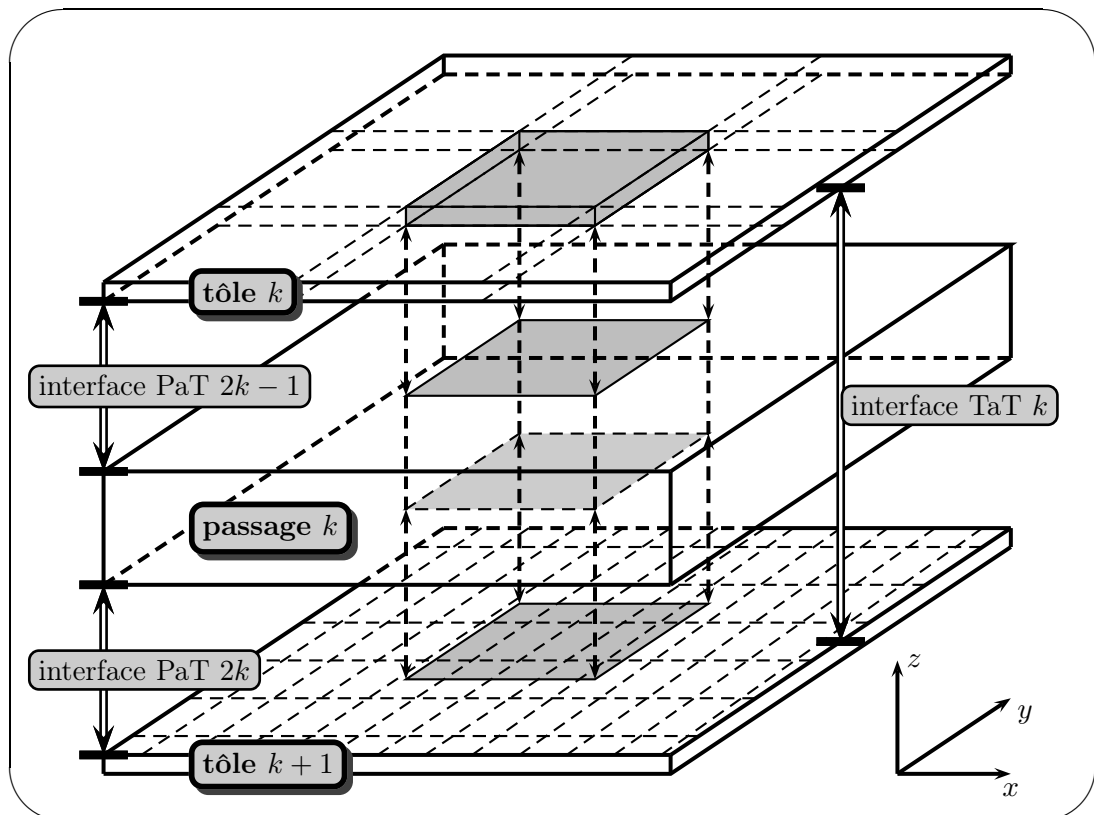 tôle k
interface PaT 2k − 1
interface TaT k
passage k
interface PaT 2k
tôle k + 1
z
y
x